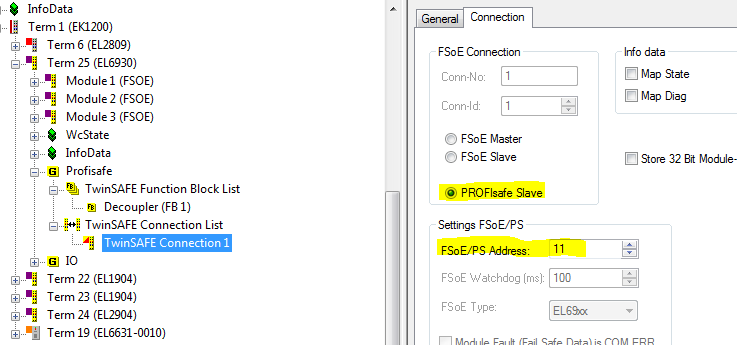 InfoData
Term 1 (EK1200)
Term 6 (EL2809)
Term 25 (EL6930)
Module 1 (FSOE)
Module 2 (FSOE)
Module 3 (FSOE)
WcState
InfoData
G Profisafe
TwinSAFE Function Block List
FB Decoupler (FB 1)
TwinSAFE Connection List
TwinSAFE Connection 1
G IO
Term 22 (EL1904)
Term 23 (EL1904)
Term 24 (EL2904)
Term 19 (EL6631-0010)
General Connection
FSoE Connection
Conn-No: 1
Conn-Id: 1
FSoE Master
FSoE Slave
PROFIsafe Slave
Info data
Map State
Map Diag
Store 32 Bit Module-
Settings FSoE/PS
FSoE/PS Address: 11
FSoE Watchdog (ms): 100
FSoE Type: EL69xx
Module Fault (Fail Safe Data) is COM ERR